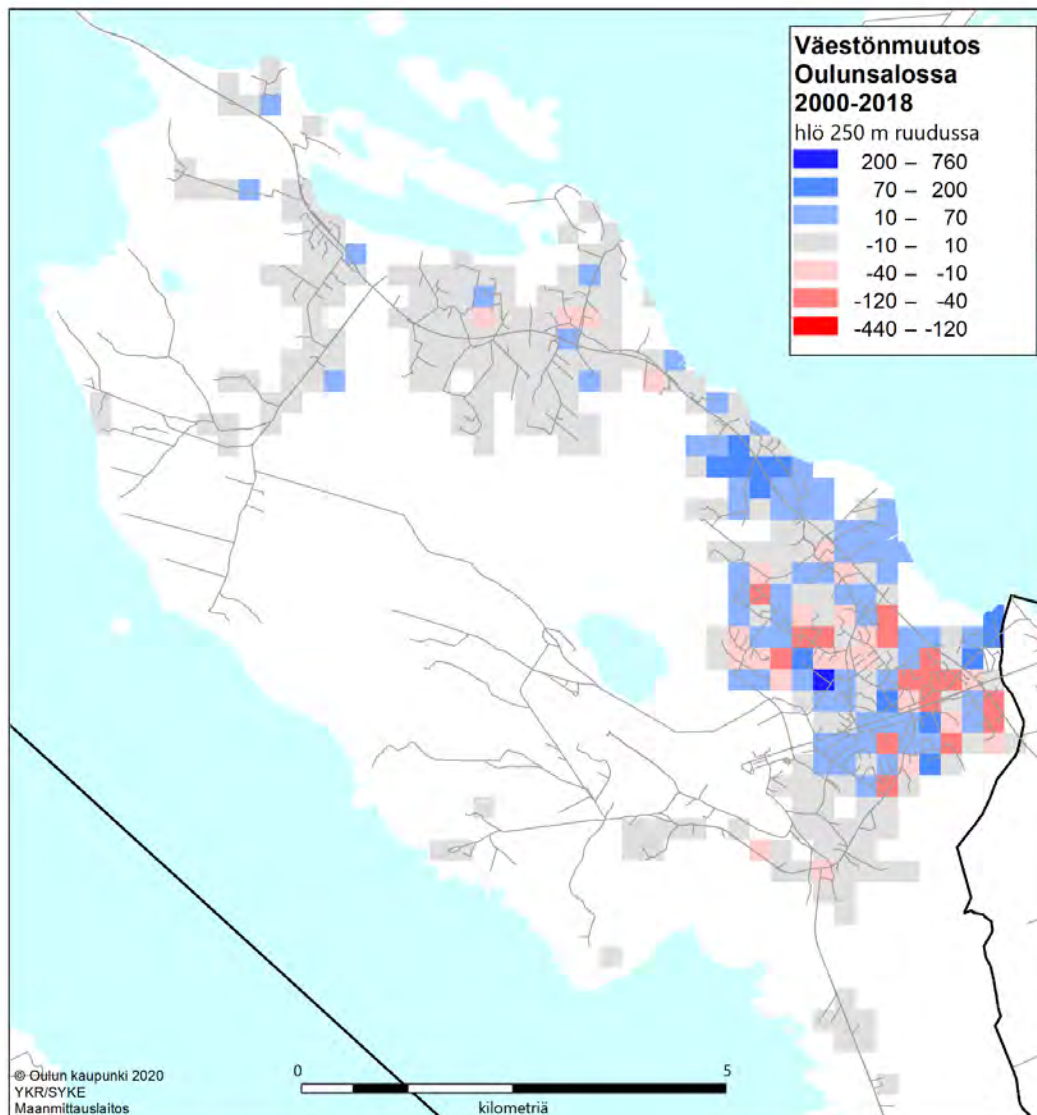 Väestönmuutos
Oulunsalossa
2000-2018
hlö 250 m ruudussa
200 – 760
70 – 200
10 – 70
-10 – 10
-40 – -10
-120 – -40
-440 – -120
© Oulun kaupunki 2020
YKR/SYKE
Maanmittauslaitos
0 5
kilometriä